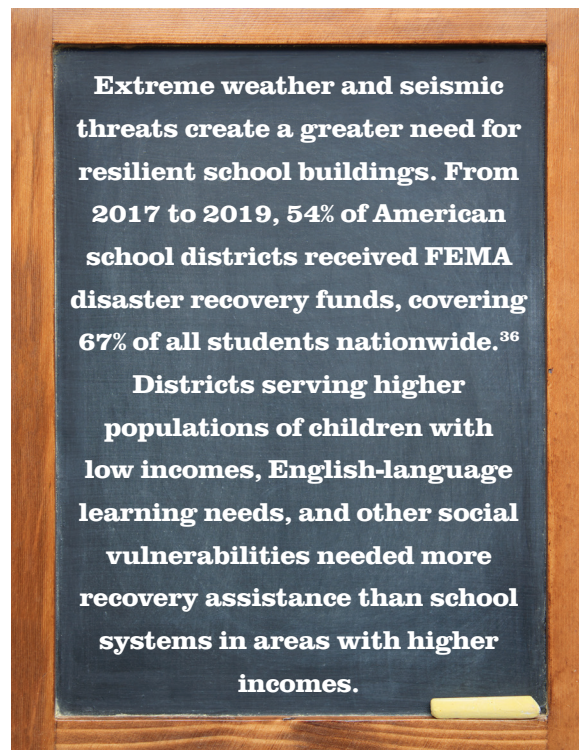 Extreme weather and seismic
threats create a greater need for
resilient school buildings. From
2017 to 2019, 54% of American
school districts received FEMA
disaster recovery funds, covering
67% of all students nationwide.³⁶
Districts serving higher
populations of children with
low incomes, English-language
learning needs, and other social
vulnerabilities needed more
recovery assistance than school
systems in areas with higher
incomes.